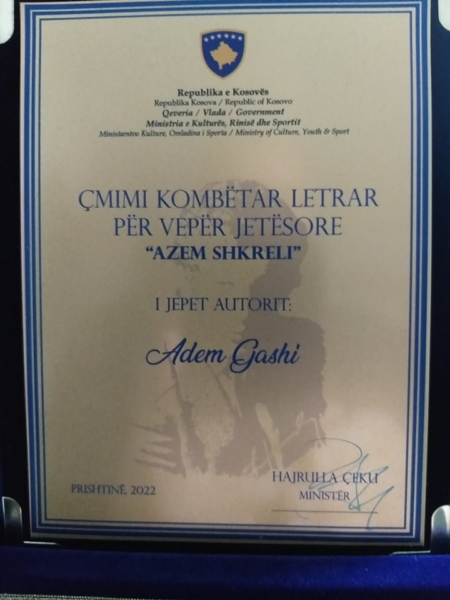 Republika e Kosovës
Republika Kosova / Republic of Kosovo
Qeveria / Vlada / Government
Ministria e Kulturës, Rinisë dhe Sportit
Ministarstvo Kulture, Omladina i Sporta / Ministry of Culture, Youth & Sport
ÇMIMI KOMBËTAR LETRAR
PËR VEPËR JETËSORE
“AZEM SHKRELI”
I JEPET AUTORIT:
Adem Gashi
HAJRULLA ÇEKU
PRISHTINË, 2022
MINISTËR